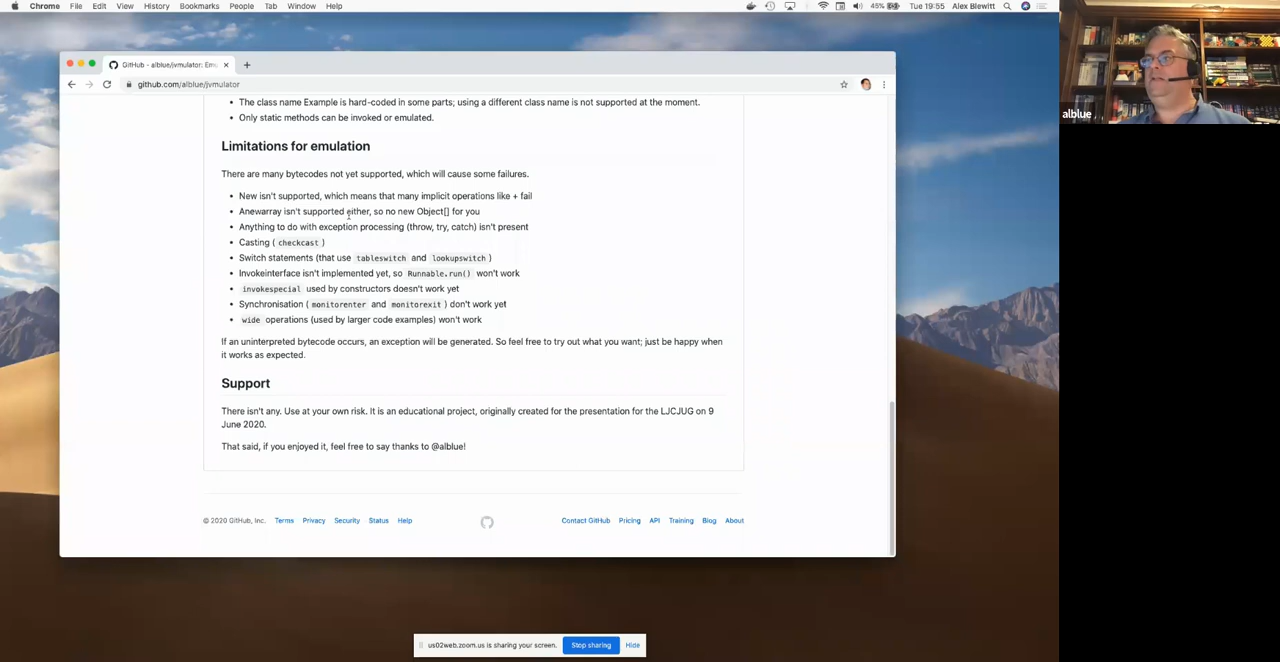 Chrome File Edit View History Bookmarks People Tab Window Help 45% Tue 19:55 Alex Blewitt
GitHub - alblue/jvmulator: Emu
github.com/alblue/jvmulator
alblue
• The class name Example is hard-coded in some parts; using a different class name is not supported at the moment.
• Only static methods can be invoked or emulated.
Limitations for emulation
There are many bytecodes not yet supported, which will cause some failures.
• New isn't supported, which means that many implicit operations like + fail
• Anewarray isn't supported either, so no new Object[] for you
• Anything to do with exception processing (throw, try, catch) isn't present
• Casting ( checkcast )
• Switch statements (that use tableswitch and lookupswitch )
• Invokeinterface isn't implemented yet, so Runnable.run() won't work
• invokespecial used by constructors doesn't work yet
• Synchronisation ( monitorenter and monitorexit ) don't work yet
• wide operations (used by larger code examples) won't work
If an uninterpreted bytecode occurs, an exception will be generated. So feel free to try out what you want; just be happy when
it works as expected.
Support
There isn't any. Use at your own risk. It is an educational project, originally created for the presentation for the LJCJUG on 9
June 2020.
That said, if you enjoyed it, feel free to say thanks to @alblue!
© 2020 GitHub, Inc. Terms Privacy Security Status Help Contact GitHub Pricing API Training Blog About
us02web.zoom.us is sharing your screen. Stop sharing Hide